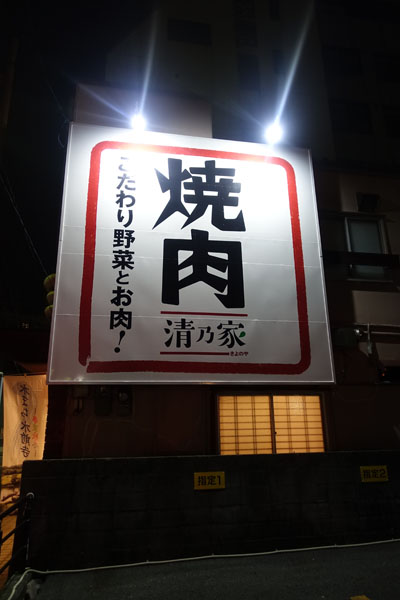 焼肉
こだわり野菜とお肉!
清乃家
きよのや
指定1
指定2